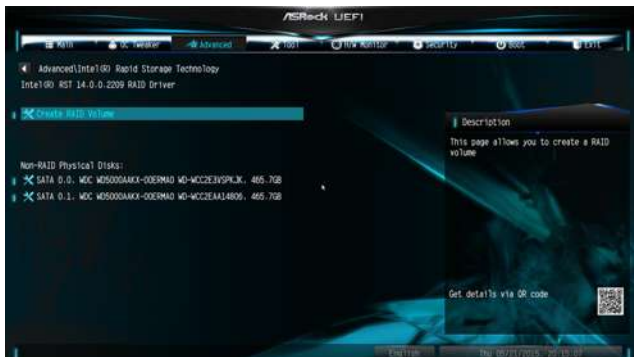 ASRock UEFI
Main OC Tweaker Advanced Tool H/W Monitor Security Boot Exit
Advanced\Intel(R) Rapid Storage Technology
Intel(R) RST 14.0.0.2209 RAID Driver
Create RAID Volume
Description
This page allows you to create a RAID
volume
Non-RAID Physical Disks:
SATA 0.0, WDC WD5000AAKX-00ERMA0 WD-WCC2E3VSPKJK, 465.7GB
SATA 0.1, WDC WD5000AAKX-00ERMA0 WD-WCC2EAA14806, 465.7GB
Get details via QR code
English